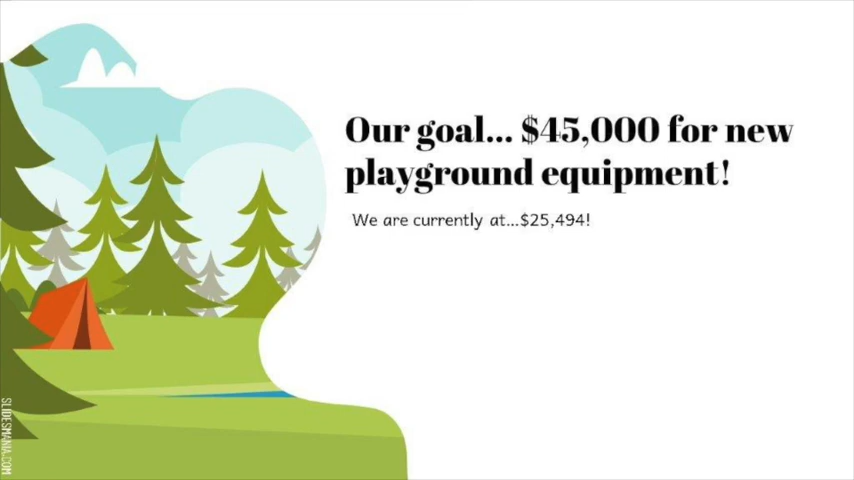 Our goal... $45,000 for new
playground equipment!
We are currently at...$25,494!
SLIDESMANIA.COM